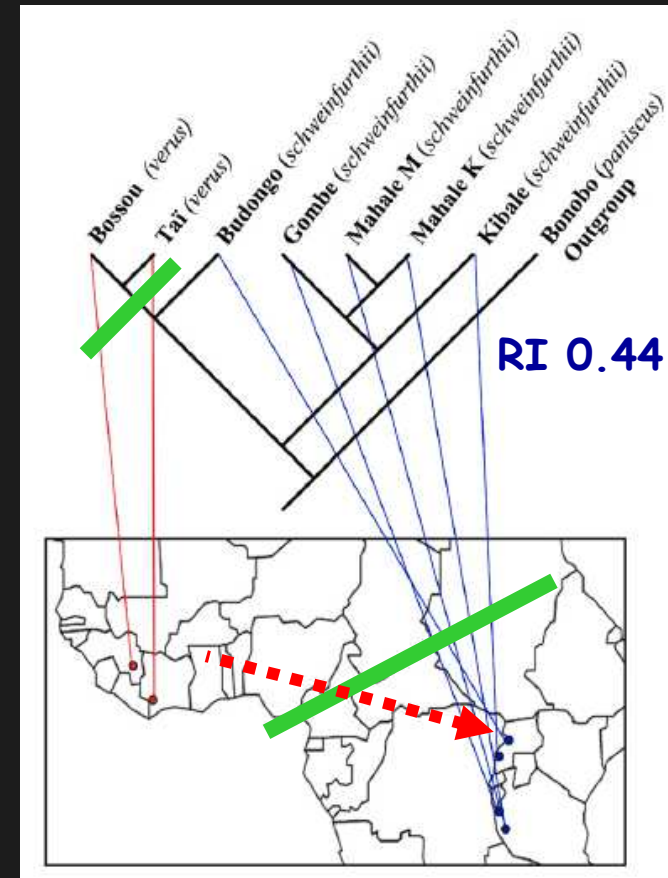 Bossou (verus)
Taï (verus)
Budongo (schweinfurthii)
Gombe (schweinfurthii)
Mahale M (schweinfurthii)
Mahale K (schweinfurthii)
Kibale (schweinfurthii)
Bonobo (paniscus)
Outgroup
RI 0.44